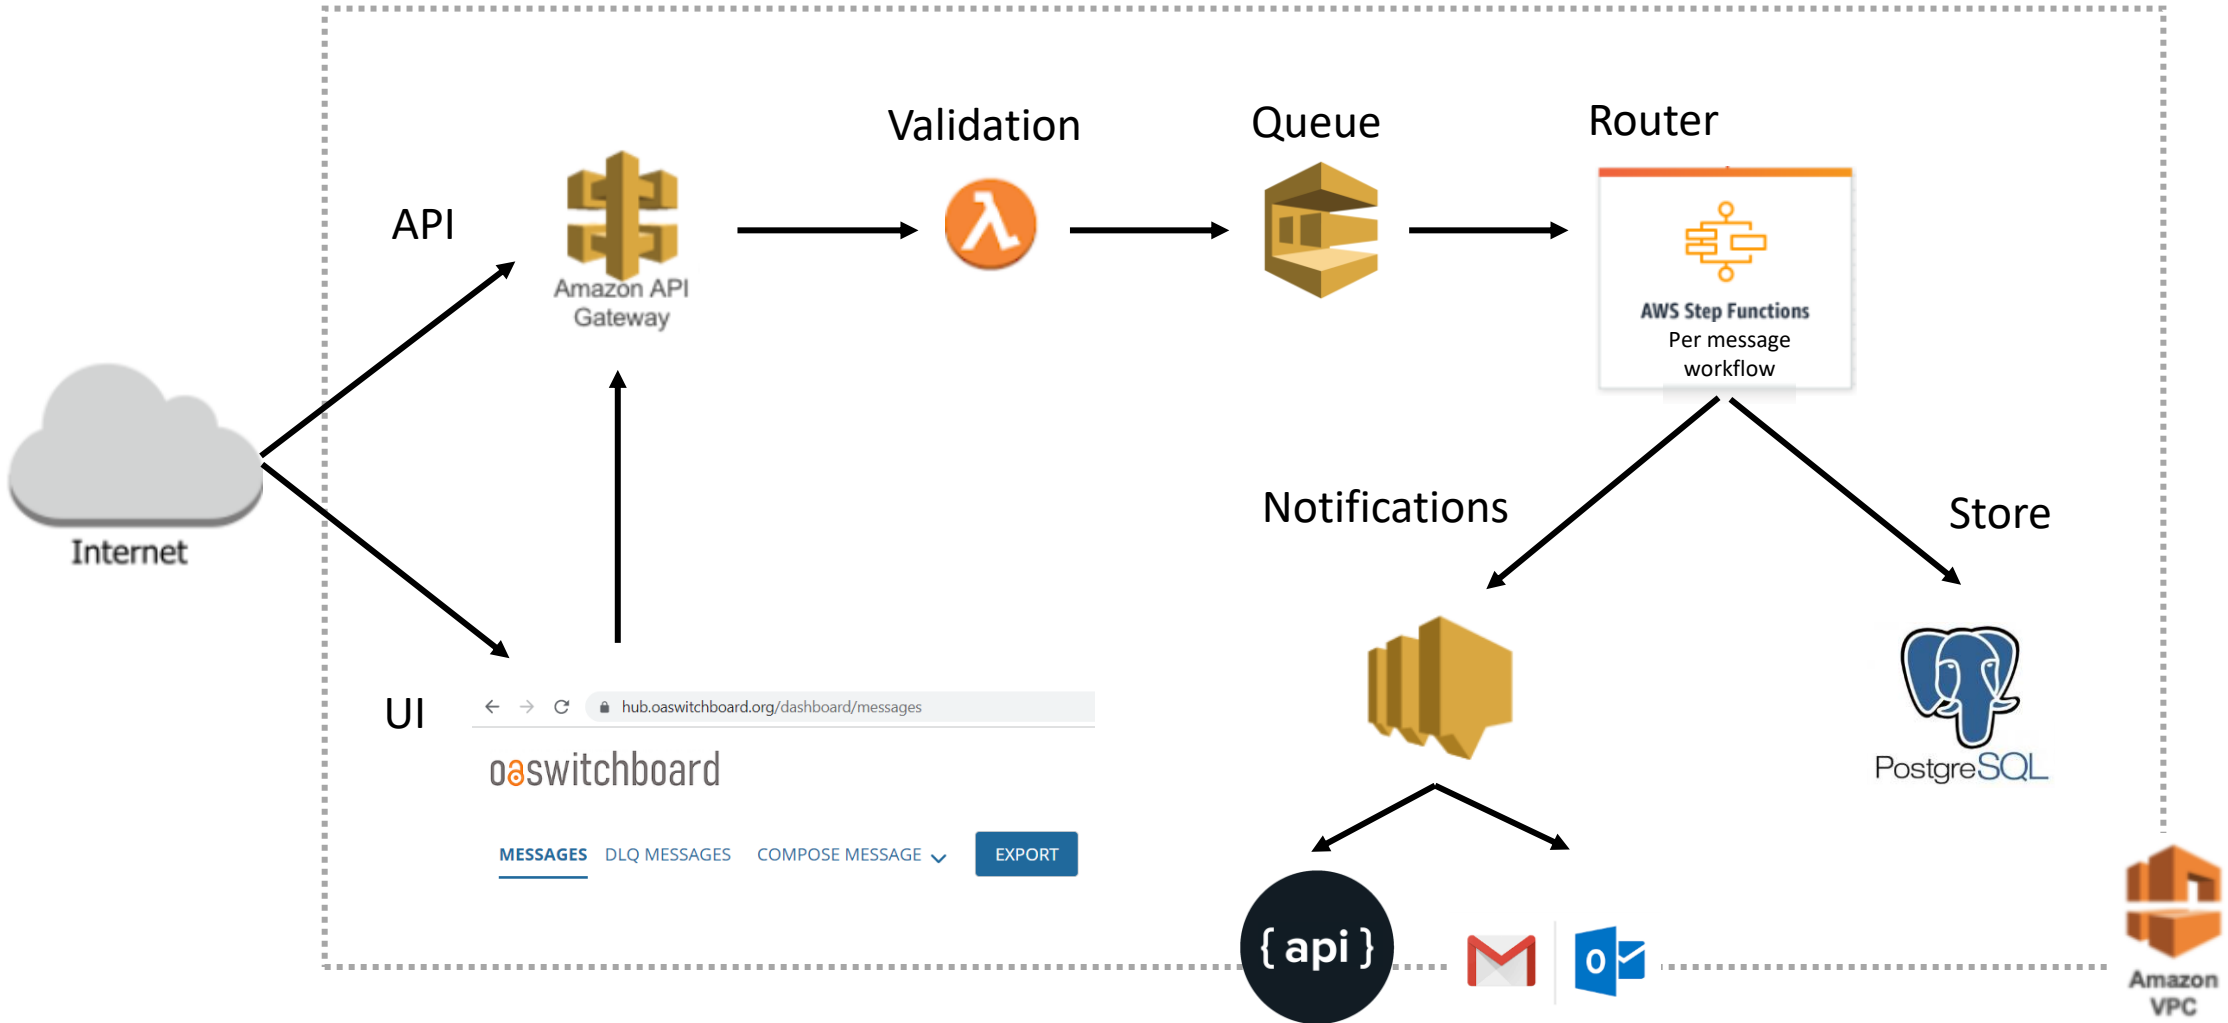 Validation
Queue
Router
API
Amazon API
Gateway
AWS Step Functions
Per message
workflow
Internet
Notifications
Store
UI
hub.oaswitchboard.org/dashboard/messages
oaswitchboard
MESSAGES DLQ MESSAGES COMPOSE MESSAGE EXPORT
PostgreSQL
{ api }
O
Amazon
VPC